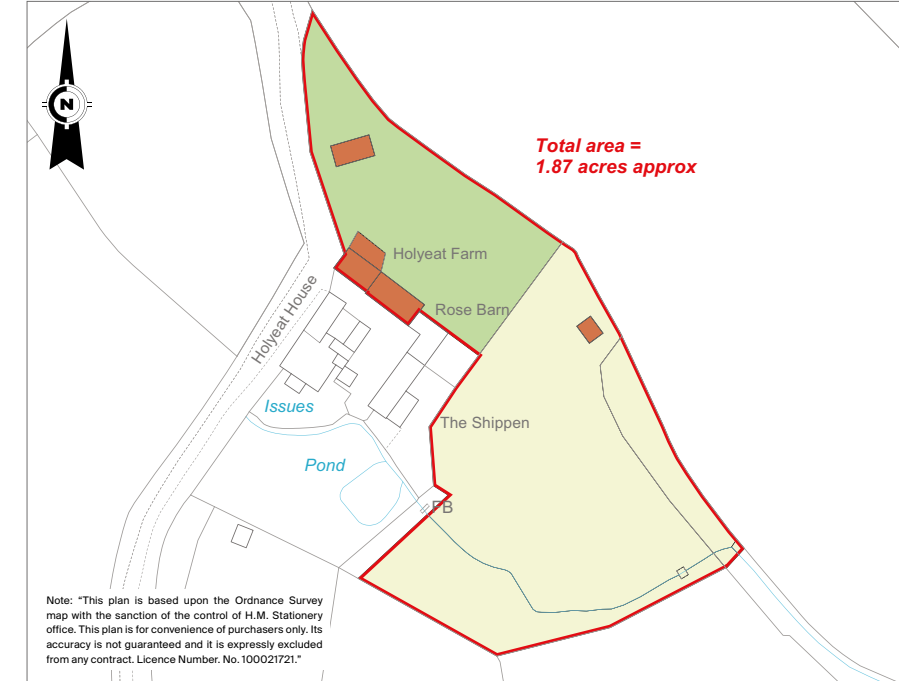 N
Total area =
1.87 acres approx
Holyeat Farm
Rose Barn
Holyeat House
Issues
The Shippen
Pond
FB
Note: “This plan is based upon the Ordnance Survey
map with the sanction of the control of H.M. Stationery
office. This plan is for convenience of purchasers only. Its
accuracy is not guaranteed and it is expressly excluded
from any contract. Licence Number. No. 100021721.”